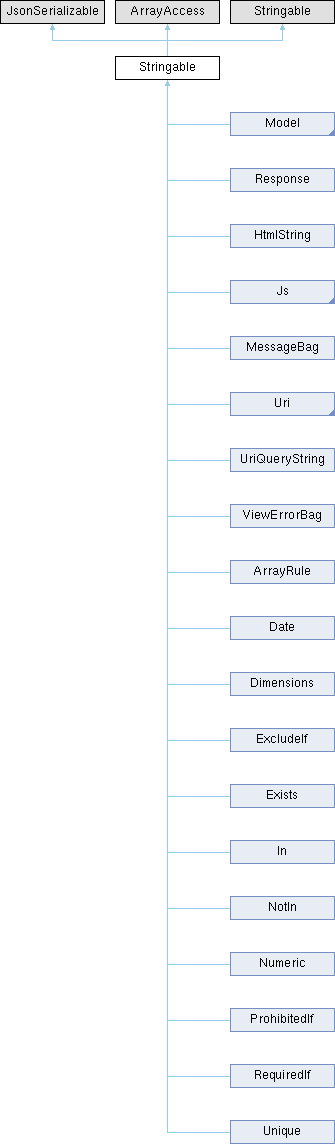 JsonSerializable ArrayAccess Stringable
Stringable
Model
Response
HtmlString
Js
MessageBag
Uri
UriQueryString
ViewErrorBag
ArrayRule
Date
Dimensions
ExcludeIf
Exists
In
NotIn
Numeric
ProhibitedIf
RequiredIf
Unique